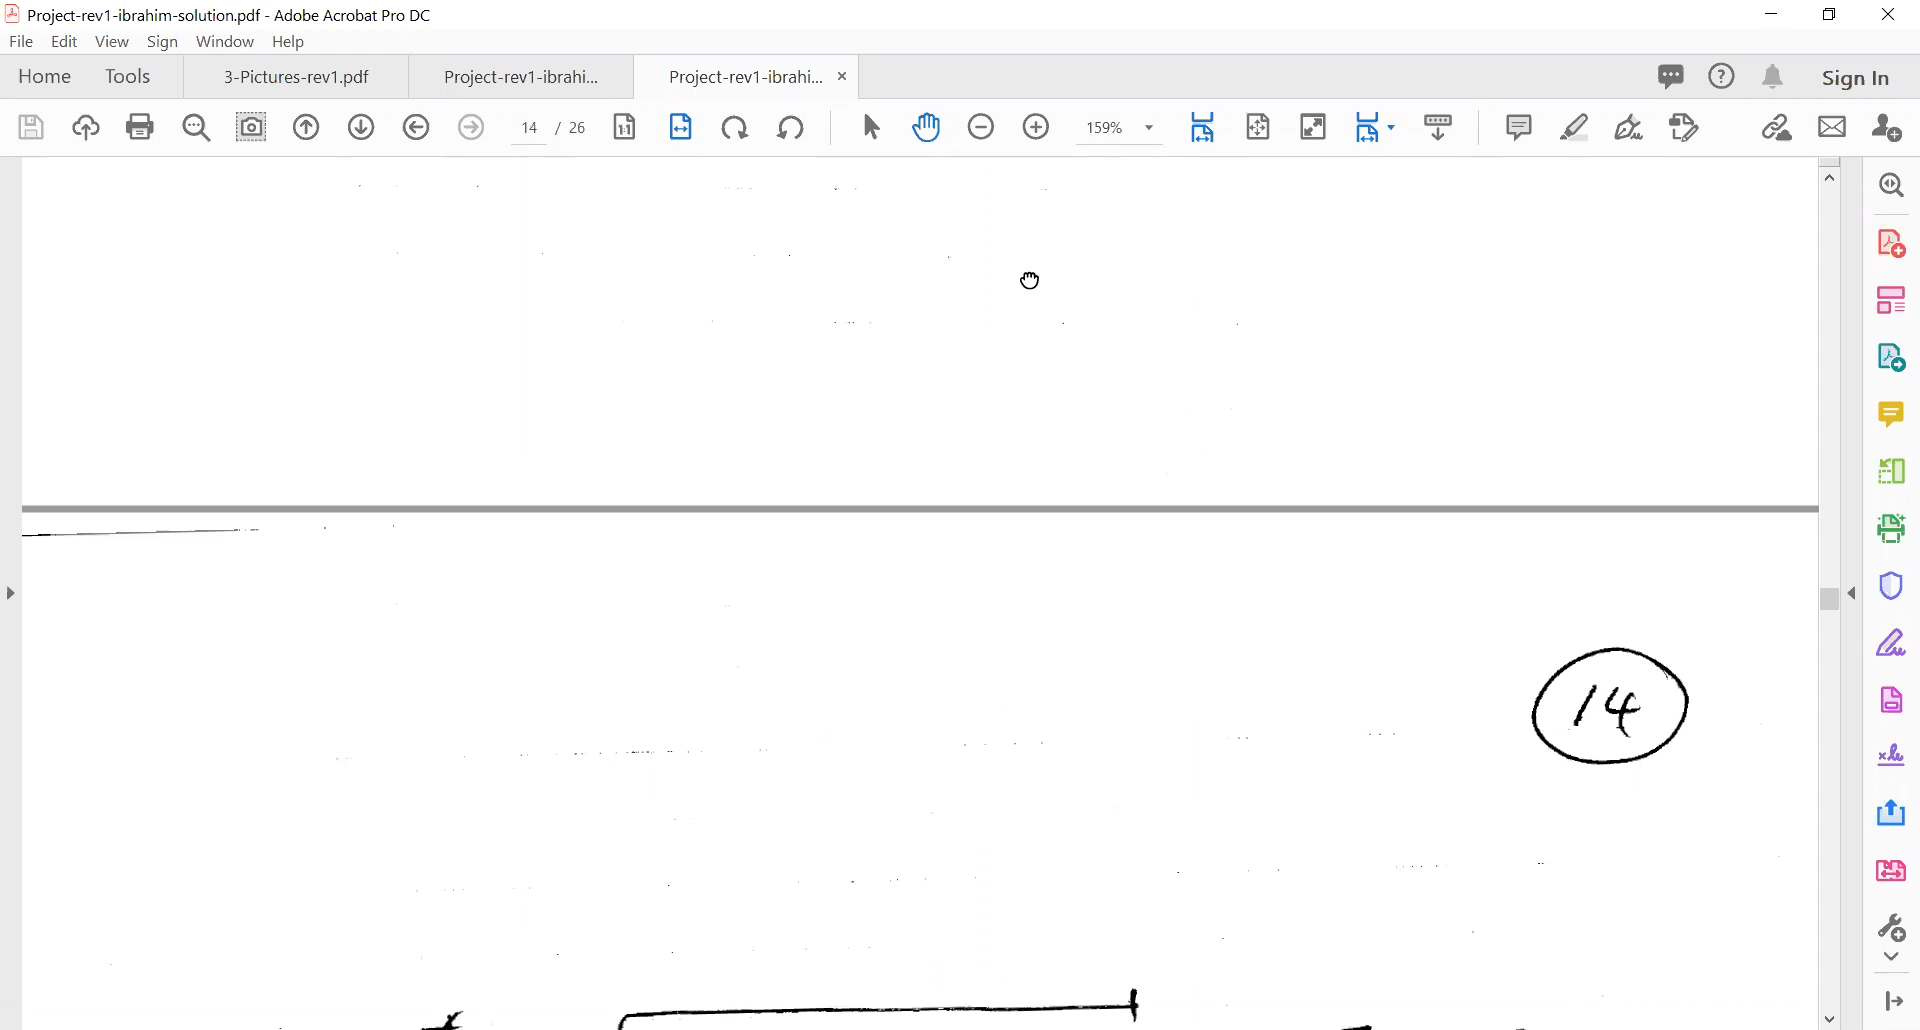 Project-rev1-ibrahim-solution.pdf - Adobe Acrobat Pro DC
File Edit View Sign Window Help
Home Tools 3-Pictures-rev1.pdf Project-rev1-ibrahi... Project-rev1-ibrahi... × Sign In
14 / 26 159%
14